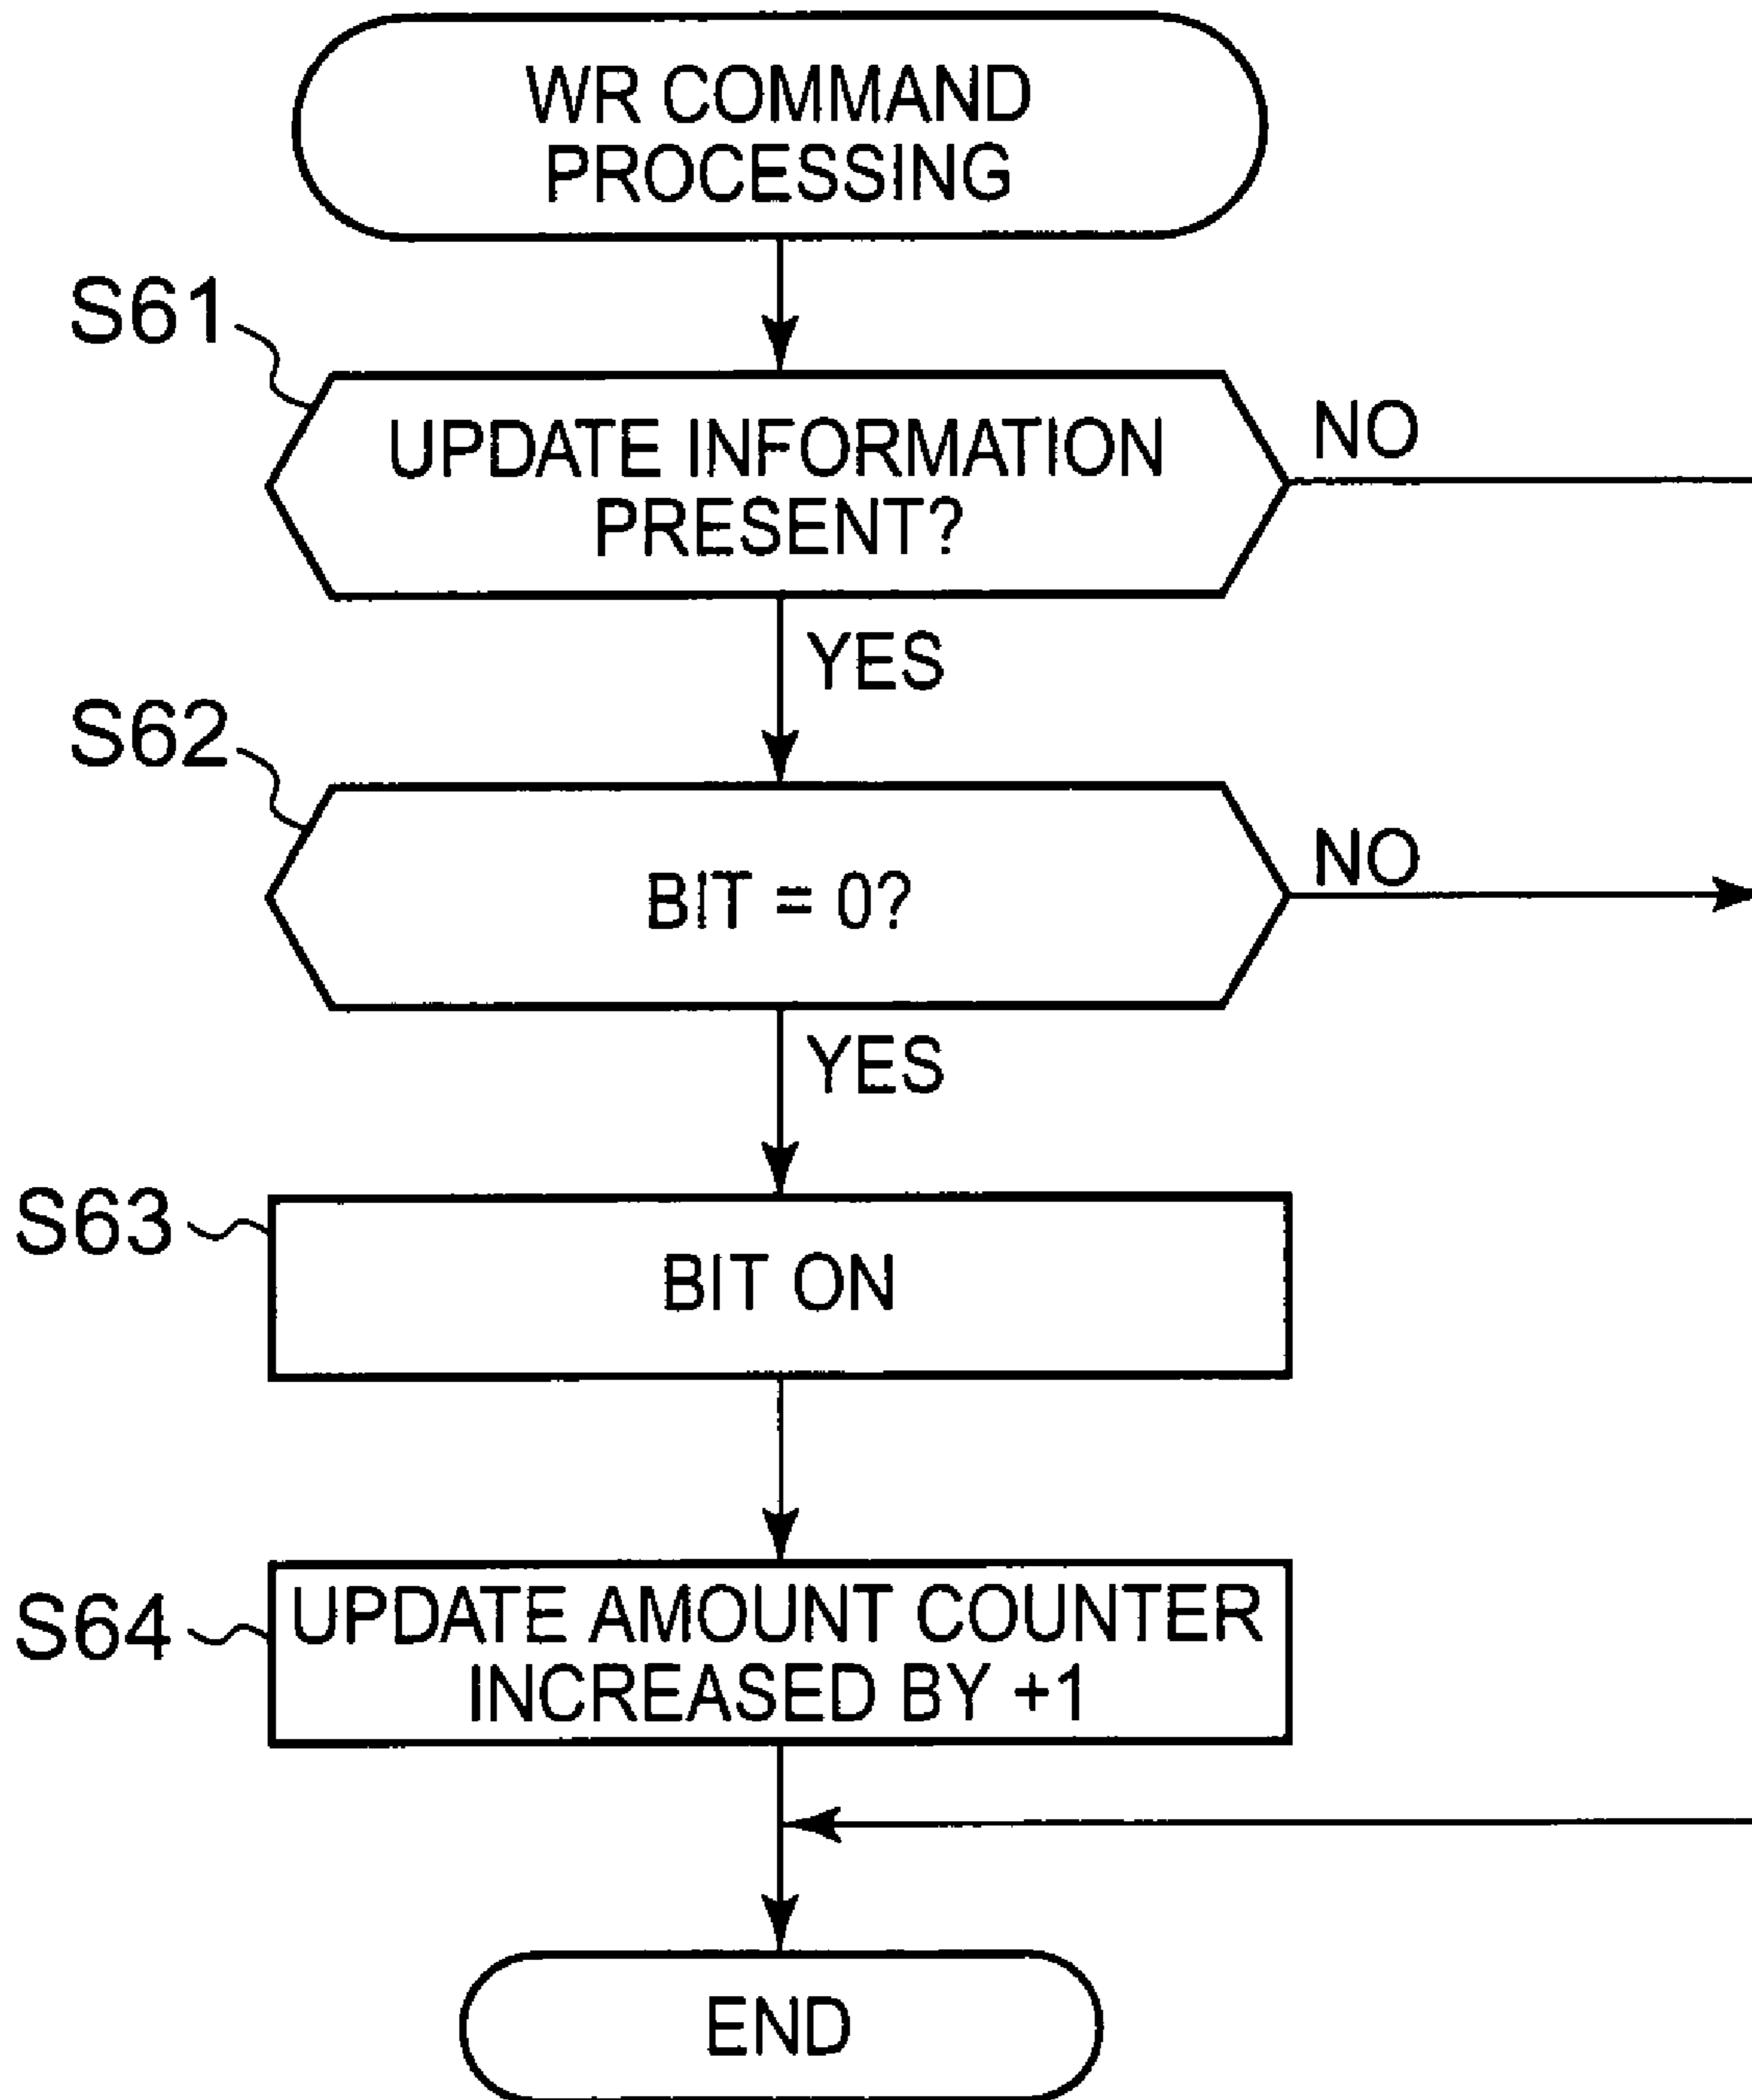 WR COMMAND
PROCESSING
S61
UPDATE INFORMATION
PRESENT?
NO
YES
S62
BIT = 0?
NO
YES
S63
BIT ON
S64
UPDATE AMOUNT COUNTER
INCREASED BY +1
END